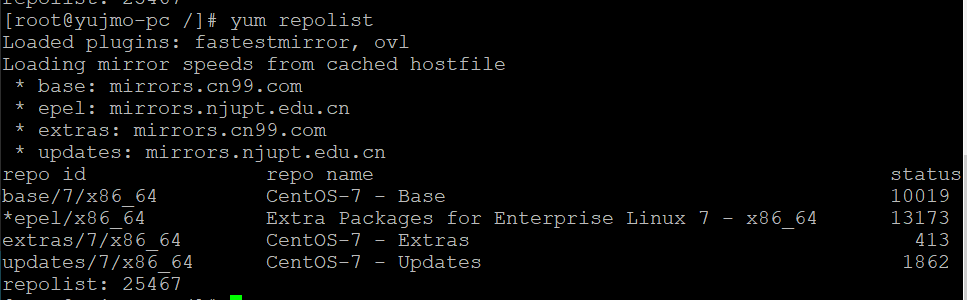 repolist: 25467
[root@yujmo-pc /]# yum repolist
Loaded plugins: fastestmirror, ovl
Loading mirror speeds from cached hostfile
 * base: mirrors.cn99.com
 * epel: mirrors.njupt.edu.cn
 * extras: mirrors.cn99.com
 * updates: mirrors.njupt.edu.cn
repo id repo name status
base/7/x86_64 CentOS-7 - Base 10019
*epel/x86_64 Extra Packages for Enterprise Linux 7 - x86_64 13173
extras/7/x86_64 CentOS-7 - Extras 413
updates/7/x86_64 CentOS-7 - Updates 1862
repolist: 25467